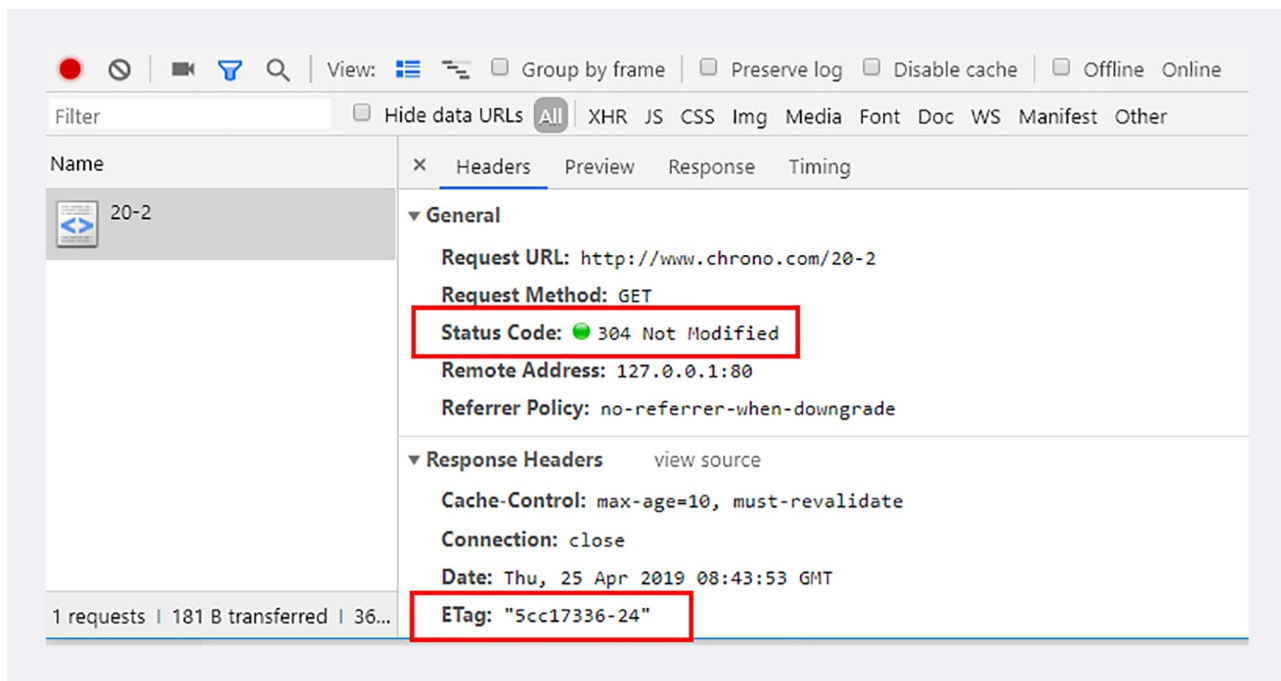 View: Group by frame Preserve log Disable cache Offline Online
Filter Hide data URLs All XHR JS CSS Img Media Font Doc WS Manifest Other
Name
× Headers Preview Response Timing
20-2
▼ General
Request URL: http://www.chrono.com/20-2
Request Method: GET
Status Code: 304 Not Modified
Remote Address: 127.0.0.1:80
Referrer Policy: no-referrer-when-downgrade
▼ Response Headers view source
Cache-Control: max-age=10, must-revalidate
Connection: close
Date: Thu, 25 Apr 2019 08:43:53 GMT
ETag: "5cc17336-24"
1 requests | 181 B transferred | 36...